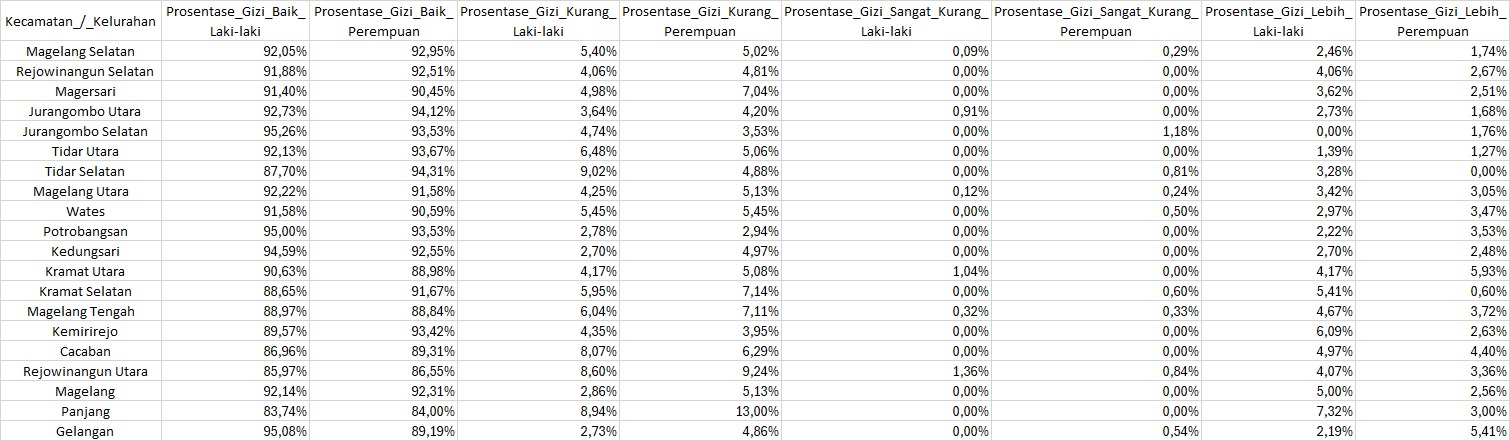 Kecamatan_/_Kelurahan Prosentase_Gizi_Baik_ Laki-laki Prosentase_Gizi_Baik_ Perempuan Prosentase_Gizi_Kurang_ Laki-laki Prosentase_Gizi_Kurang_ Perempuan Prosentase_Gizi_Sangat_Kurang_ Laki-laki Prosentase_Gizi_Sangat_Kurang_ Perempuan Prosentase_Gizi_Lebih_ Laki-laki Prosentase_Gizi_Lebih_ Perempuan
Magelang Selatan 92,05% 92,95% 5,40% 5,02% 0,09% 0,29% 2,46% 1,74%
Rejowinangun Selatan 91,88% 92,51% 4,06% 4,81% 0,00% 0,00% 4,06% 2,67%
Magersari 91,40% 90,45% 4,98% 7,04% 0,00% 0,00% 3,62% 2,51%
Jurangombo Utara 92,73% 94,12% 3,64% 4,20% 0,91% 0,00% 2,73% 1,68%
Jurangombo Selatan 95,26% 93,53% 4,74% 3,53% 0,00% 1,18% 0,00% 1,76%
Tidar Utara 92,13% 93,67% 6,48% 5,06% 0,00% 0,00% 1,39% 1,27%
Tidar Selatan 87,70% 94,31% 9,02% 4,88% 0,00% 0,81% 3,28% 0,00%
Magelang Utara 92,22% 91,58% 4,25% 5,13% 0,12% 0,24% 3,42% 3,05%
Wates 91,58% 90,59% 5,45% 5,45% 0,00% 0,50% 2,97% 3,47%
Potrobangsan 95,00% 93,53% 2,78% 2,94% 0,00% 0,00% 2,22% 3,53%
Kedungsari 94,59% 92,55% 2,70% 4,97% 0,00% 0,00% 2,70% 2,48%
Kramat Utara 90,63% 88,98% 4,17% 5,08% 1,04% 0,00% 4,17% 5,93%
Kramat Selatan 88,65% 91,67% 5,95% 7,14% 0,00% 0,60% 5,41% 0,60%
Magelang Tengah 88,97% 88,84% 6,04% 7,11% 0,32% 0,33% 4,67% 3,72%
Kemirirejo 89,57% 93,42% 4,35% 3,95% 0,00% 0,00% 6,09% 2,63%
Cacaban 86,96% 89,31% 8,07% 6,29% 0,00% 0,00% 4,97% 4,40%
Rejowinangun Utara 85,97% 86,55% 8,60% 9,24% 1,36% 0,84% 4,07% 3,36%
Magelang 92,14% 92,31% 2,86% 5,13% 0,00% 0,00% 5,00% 2,56%
Panjang 83,74% 84,00% 8,94% 13,00% 0,00% 0,00% 7,32% 3,00%
Gelangan 95,08% 89,19% 2,73% 4,86% 0,00% 0,54% 2,19% 5,41%